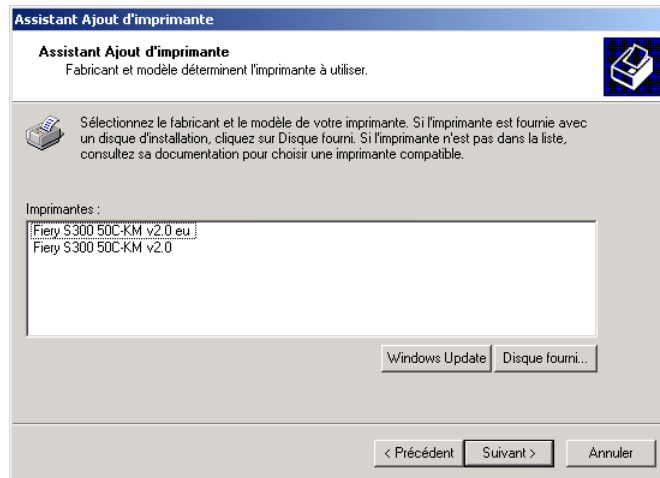 Assistant Ajout d'imprimante
Assistant Ajout d'imprimante
Fabricant et modèle déterminent l'imprimante à utiliser.
Sélectionnez le fabricant et le modèle de votre imprimante. Si l'imprimante est fournie avec
un disque d'installation, cliquez sur Disque fourni. Si l'imprimante n'est pas dans la liste,
consultez sa documentation pour choisir une imprimante compatible.
Imprimantes :
Fiery S300 50C-KM v2.0 eu
Fiery S300 50C-KM v2.0
Windows Update Disque fourni...
< Précédent Suivant > Annuler